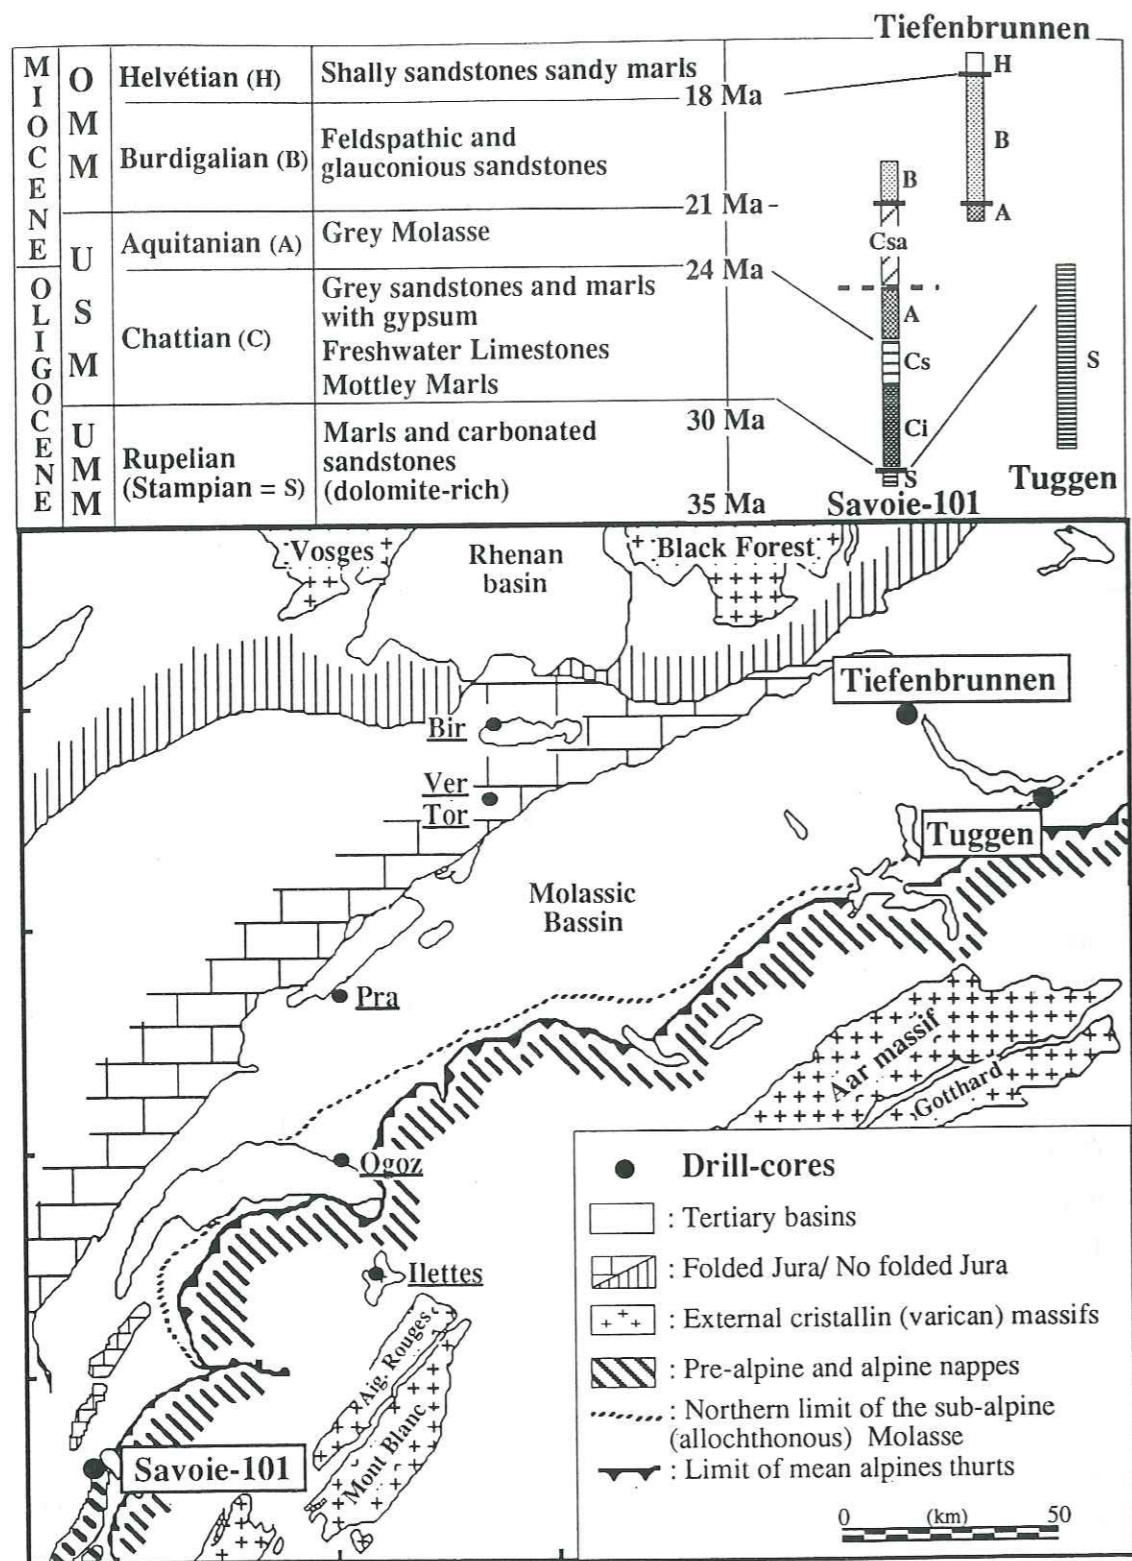 Tiefenbrunnen
MIOCENE
OLIGOCENE
OMM
USM
UMM
Helvétian (H)
Shally sandstones sandy marls
18 Ma
Burdigalian (B)
Feldspathic and
glauconious sandstones
21 Ma
Aquitanian (A)
Grey Molasse
24 Ma
Chattian (C)
Grey sandstones and marls
with gypsum
Freshwater Limestones
Mottley Marls
30 Ma
Rupelian
(Stampian = S)
Marls and carbonated
sandstones
(dolomite-rich)
35 Ma
H
B
A
B
Csa
A
Cs
Ci
S
Savoie-101
S
Tuggen
Vosges
Rhenan
basin
Black Forest
Tiefenbrunnen
Bir
Ver
Tor
Tuggen
Molassic
Bassin
Pra
Aar massif
Gotthard
Ogoz
Ilettes
Aig. Rouges
Mont Blanc
Savoie-101
Drill-cores
: Tertiary basins
: Folded Jura/ No folded Jura
: External cristallin (varican) massifs
: Pre-alpine and alpine nappes
: Northern limit of the sub-alpine
(allochthonous) Molasse
: Limit of mean alpines thurts
0 (km) 50